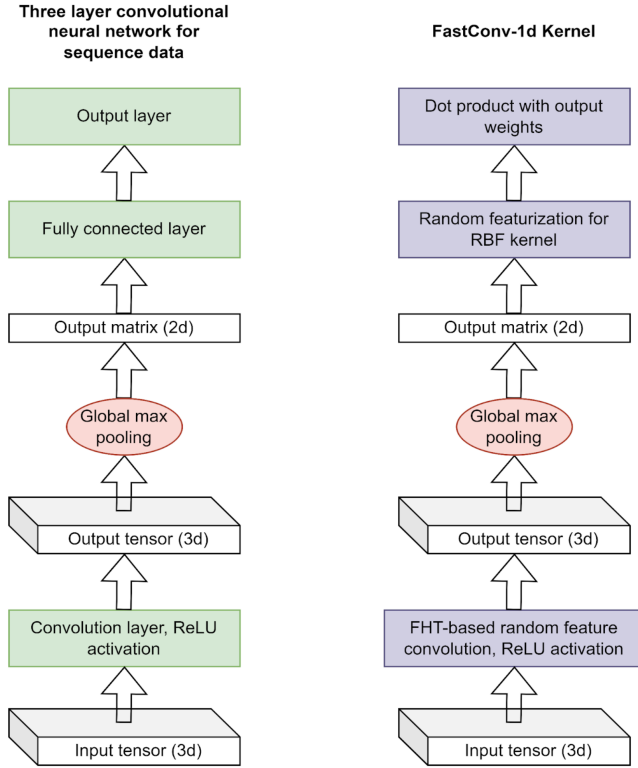 Three layer convolutional
neural network for
sequence data
Output layer
Fully connected layer
Output matrix (2d)
Global max
pooling
Output tensor (3d)
Convolution layer, ReLU
activation
Input tensor (3d)
FastConv-1d Kernel
Dot product with output
weights
Random featurization for
RBF kernel
Output matrix (2d)
Global max
pooling
Output tensor (3d)
FHT-based random feature
convolution, ReLU activation
Input tensor (3d)